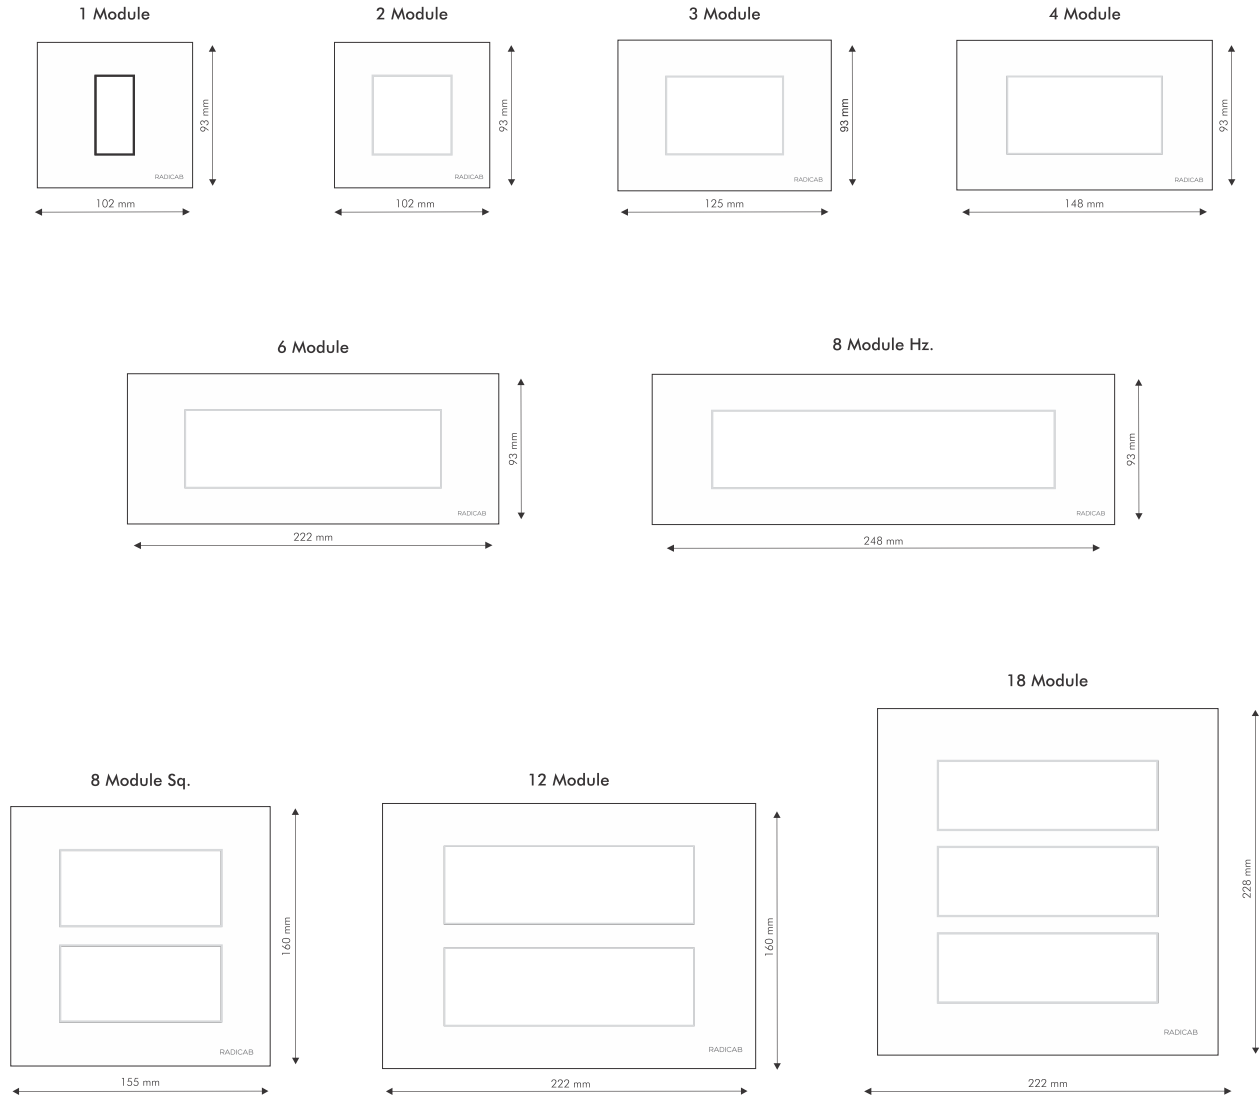 1 Module
93 mm
RADICAB
102 mm
2 Module
93 mm
RADICAB
102 mm
3 Module
93 mm
RADICAB
125 mm
4 Module
93 mm
RADICAB
148 mm
6 Module
93 mm
RADICAB
222 mm
8 Module Hz.
93 mm
RADICAB
248 mm
8 Module Sq.
160 mm
RADICAB
155 mm
12 Module
160 mm
RADICAB
222 mm
18 Module
228 mm
RADICAB
222 mm